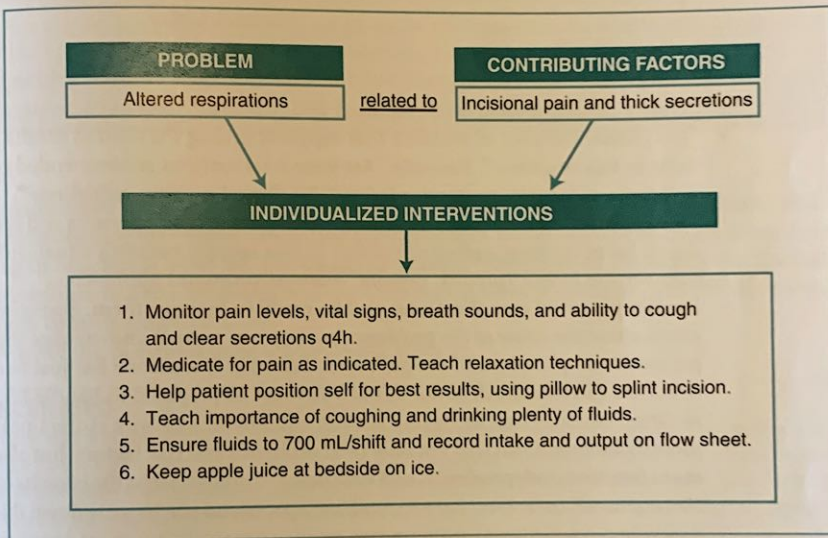 PROBLEM
Altered respirations
related to
CONTRIBUTING FACTORS
Incisional pain and thick secretions
INDIVIDUALIZED INTERVENTIONS
1. Monitor pain levels, vital signs, breath sounds, and ability to cough
and clear secretions q4h.
2. Medicate for pain as indicated. Teach relaxation techniques.
3. Help patient position self for best results, using pillow to splint incision.
4. Teach importance of coughing and drinking plenty of fluids.
5. Ensure fluids to 700 mL/shift and record intake and output on flow sheet.
6. Keep apple juice at bedside on ice.